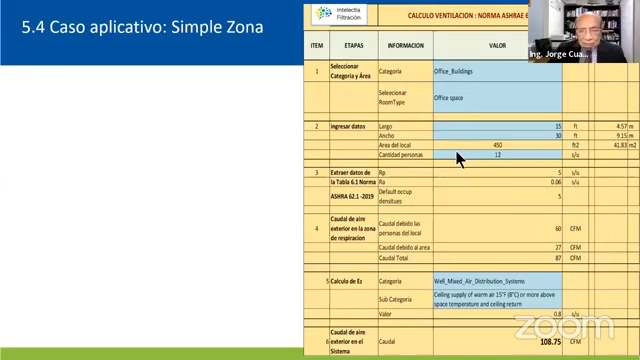 5.4 Caso aplicativo: Simple Zona
Intelectia
Filtración
CALCULO VENTILACIÓN : NORMA ASHRAE 6
Ing. Jorge Cua...
ITEM ETAPAS INFORMACION VALOR
1 Seleccionar Categoria y Área Categoria Office_Buildings
Seleecionar RoomType Office space
2 ingresar datos Largo 15 ft 4.57 m
Ancho 30 ft 9.15 m
Area del local 450 ft2 41.83 m2
Cantidad personas 12 s/u
3 Extraer datos de la Tabla 6.1 Norma ASHRA 62.1 -2019 Rp 5 s/u
Ra 0.06 s/u
Default occup densitues 5
4 Caudal de aire exterior en la zona de respiracion Caudal debido las personas del local 60 CFM
Caudal debido al area 27 CFM
Caudal Total 87 CFM
5 Calculo de Ez Categoria Well_Mixed_Air_Distribution_Systems
Sub Categoria Ceiling supply of warm air 15°F (8°C) or more above space temperature and ceiling return
Valor 0.8 s/u
6 Caudal de aire exterior en el Sistema Caudal 108.75 CFM
zoom